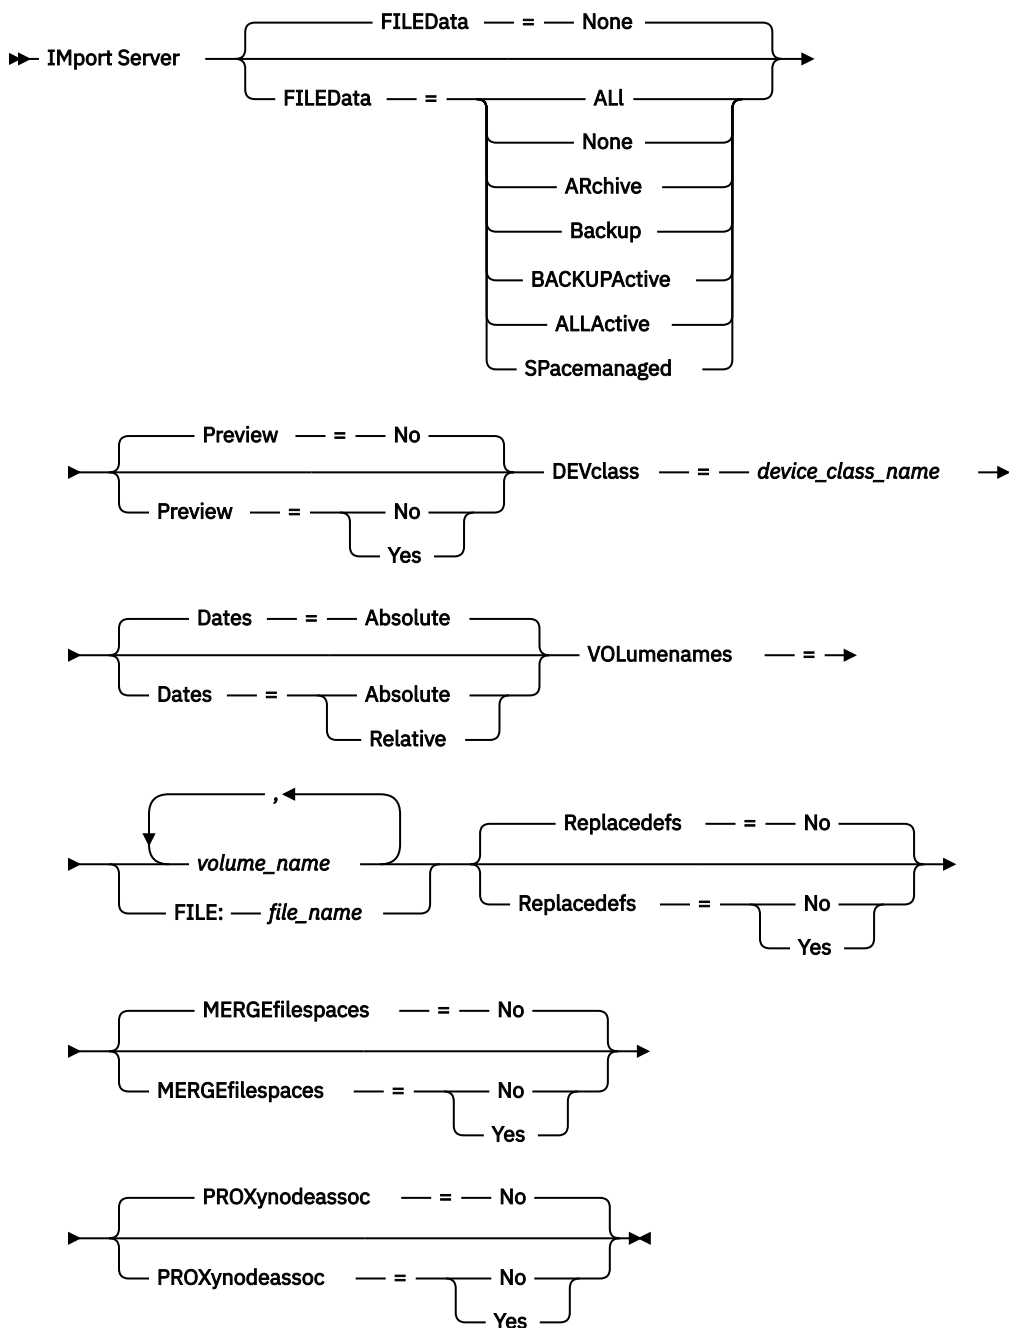 FILEData = None
IMport Server
FILEData = ALl
None
ARchive
Backup
BACKUPActive
ALLActive
SPacemanaged
Preview = No
DEVclass = device_class_name
Preview = No
Yes
Dates = Absolute
VOLumenames =
Dates = Absolute
Relative
,
volume_name
FILE: file_name
Replacedefs = No
Replacedefs = No
Yes
MERGEfilespaces = No
MERGEfilespaces = No
Yes
PROXynodeassoc = No
PROXynodeassoc = No
Yes